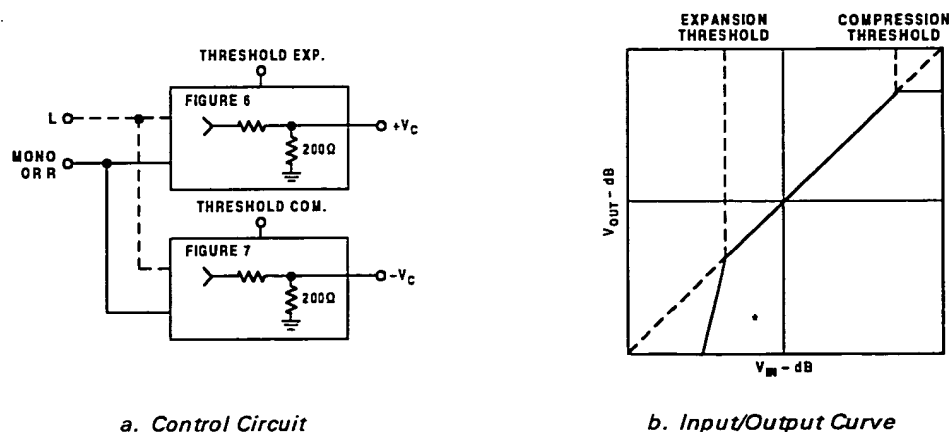 THRESHOLD EXP.
FIGURE 6
L
MONO
OR R
200Ω
+VC
THRESHOLD COM.
FIGURE 7
200Ω
-VC
a. Control Circuit
EXPANSION
THRESHOLD
COMPRESSION
THRESHOLD
VOUT - dB
VIN - dB
*
b. Input/Output Curve